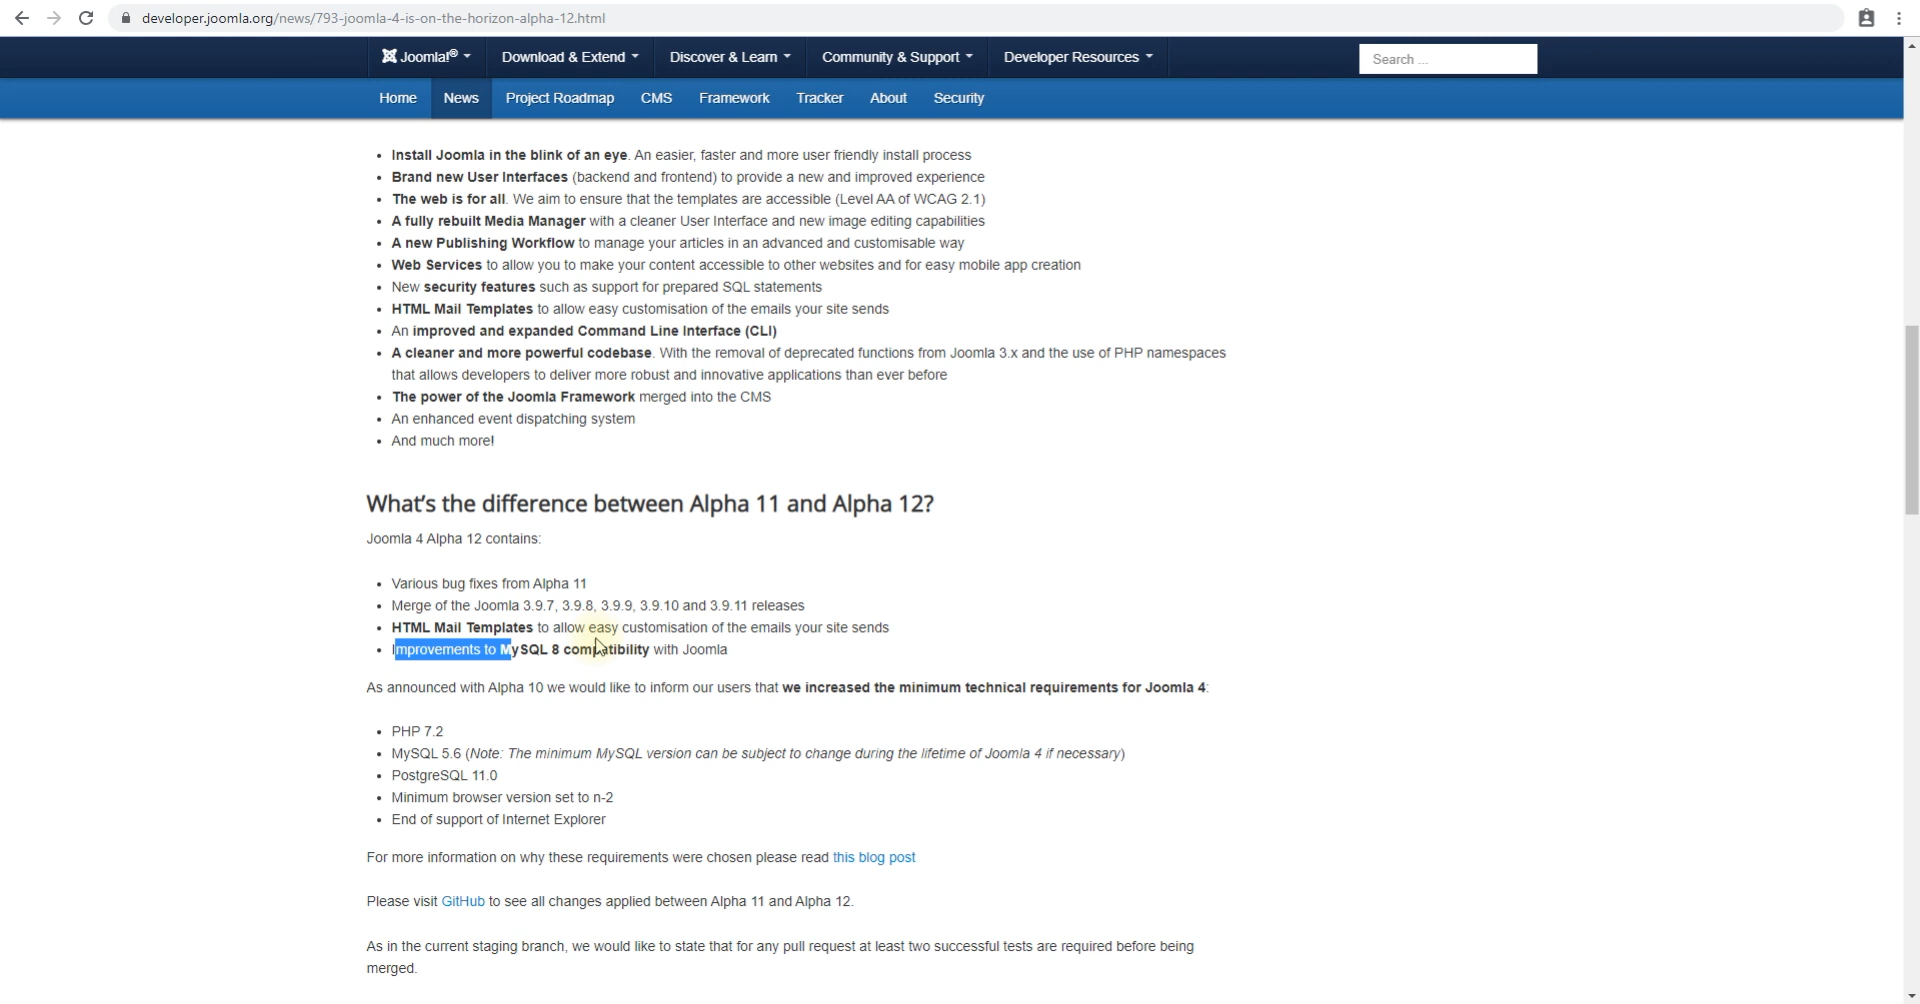 developer.joomla.org/news/793-joomla-4-is-on-the-horizon-alpha-12.html
Joomla!® Download & Extend Discover & Learn Community & Support Developer Resources Search ...
Home News Project Roadmap CMS Framework Tracker About Security
• Install Joomla in the blink of an eye. An easier, faster and more user friendly install process
• Brand new User Interfaces (backend and frontend) to provide a new and improved experience
• The web is for all. We aim to ensure that the templates are accessible (Level AA of WCAG 2.1)
• A fully rebuilt Media Manager with a cleaner User Interface and new image editing capabilities
• A new Publishing Workflow to manage your articles in an advanced and customisable way
• Web Services to allow you to make your content accessible to other websites and for easy mobile app creation
• New security features such as support for prepared SQL statements
• HTML Mail Templates to allow easy customisation of the emails your site sends
• An improved and expanded Command Line Interface (CLI)
• A cleaner and more powerful codebase. With the removal of deprecated functions from Joomla 3.x and the use of PHP namespaces
that allows developers to deliver more robust and innovative applications than ever before
• The power of the Joomla Framework merged into the CMS
• An enhanced event dispatching system
• And much more!
What's the difference between Alpha 11 and Alpha 12?
Joomla 4 Alpha 12 contains:
• Various bug fixes from Alpha 11
• Merge of the Joomla 3.9.7, 3.9.8, 3.9.9, 3.9.10 and 3.9.11 releases
• HTML Mail Templates to allow easy customisation of the emails your site sends
• Improvements to MySQL 8 compatibility with Joomla
As announced with Alpha 10 we would like to inform our users that we increased the minimum technical requirements for Joomla 4:
• PHP 7.2
• MySQL 5.6 (Note: The minimum MySQL version can be subject to change during the lifetime of Joomla 4 if necessary)
• PostgreSQL 11.0
• Minimum browser version set to n-2
• End of support of Internet Explorer
For more information on why these requirements were chosen please read this blog post
Please visit GitHub to see all changes applied between Alpha 11 and Alpha 12.
As in the current staging branch, we would like to state that for any pull request at least two successful tests are required before being
merged.